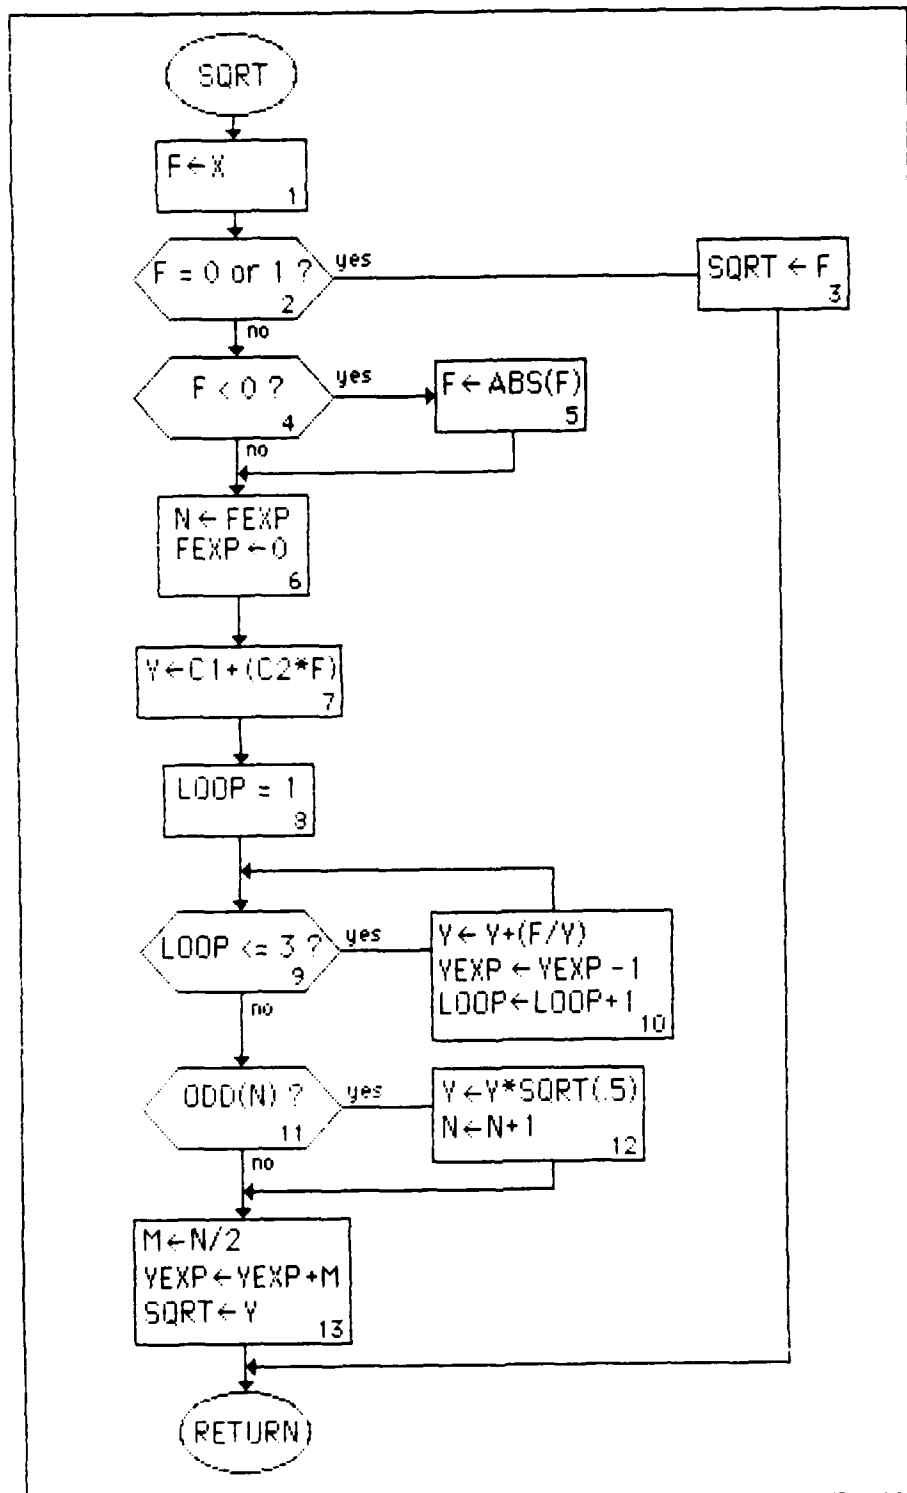 SQRT
F←X
1
F = 0 or 1 ?
2
yes
SQRT ← F
3
no
F < 0 ?
4
yes
F←ABS(F)
5
no
N←FEXP
FEXP←0
6
Y←C1+(C2*F)
7
LOOP = 1
8
LOOP <= 3 ?
9
yes
Y← Y+(F/Y)
YEXP ← YEXP-1
LOOP←LOOP+1
10
no
ODD(N) ?
11
yes
Y←Y*SQRT(.5)
N←N+1
12
no
M←N/2
YEXP←YEXP+M
SQRT←Y
13
(RETURN)